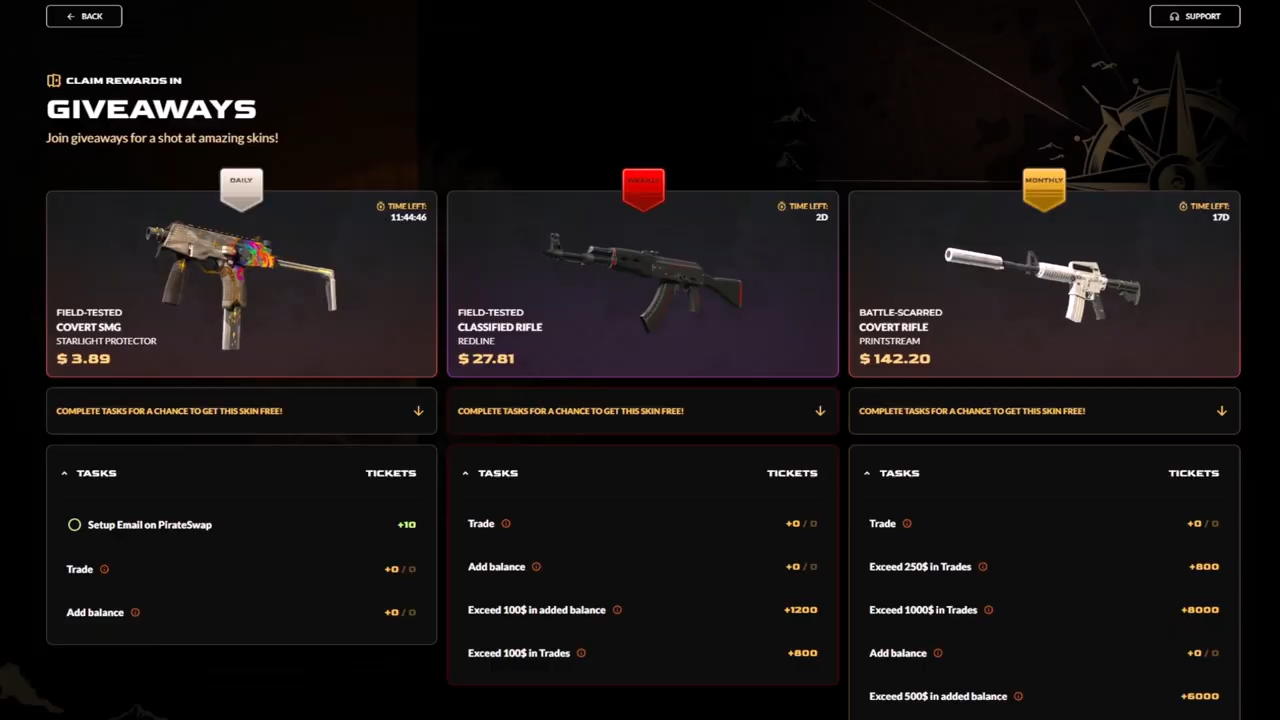 BACK
SUPPORT
CLAIM REWARDS IN
GIVEAWAYS
Join giveaways for a shot at amazing skins!
DAILY
TIME LEFT:
11:44:46
FIELD-TESTED
COVERT SMG
STARLIGHT PROTECTOR
$ 3.89
WEEKLY
TIME LEFT:
2D
FIELD-TESTED
CLASSIFIED RIFLE
REDLINE
$ 27.81
MONTHLY
TIME LEFT:
17D
BATTLE-SCARRED
COVERT RIFLE
PRINTSTREAM
$ 142.20
COMPLETE TASKS FOR A CHANCE TO GET THIS SKIN FREE!
COMPLETE TASKS FOR A CHANCE TO GET THIS SKIN FREE!
COMPLETE TASKS FOR A CHANCE TO GET THIS SKIN FREE!
TASKS TICKETS
Setup Email on PirateSwap +10
Trade +0 / 0
Add balance +0 / 0
TASKS TICKETS
Trade +0 / 0
Add balance +0 / 0
Exceed 100$ in added balance +1200
Exceed 100$ in Trades +800
TASKS TICKETS
Trade +0 / 0
Exceed 250$ in Trades +800
Exceed 1000$ in Trades +8000
Add balance +0 / 0
Exceed 500$ in added balance +6000